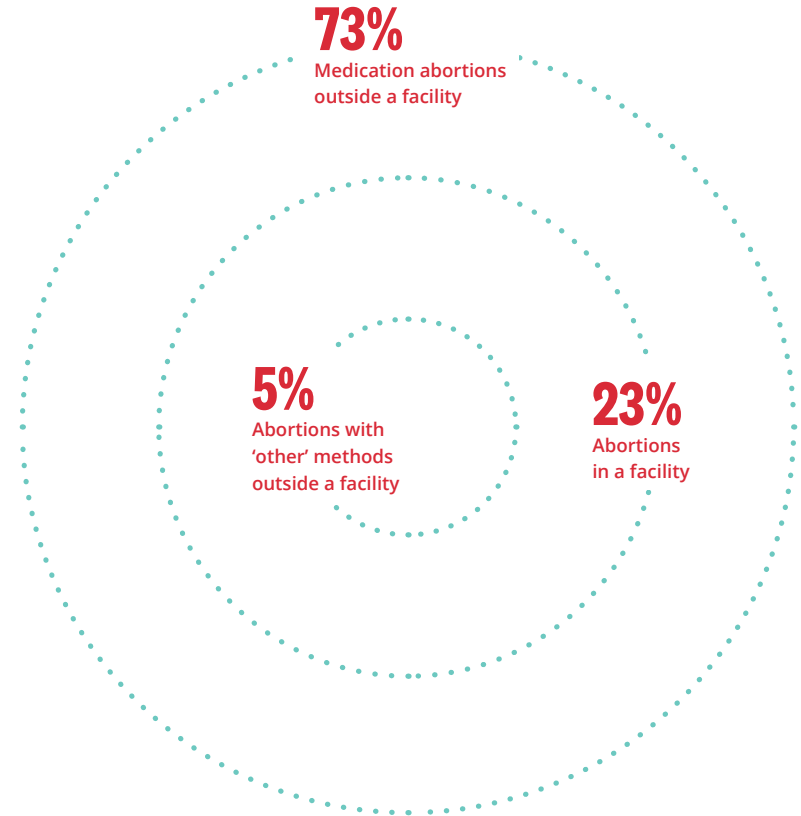 73%
Medication abortions
outside a facility
5%
Abortions with
‘other’ methods
outside a facility
23%
Abortions
in a facility